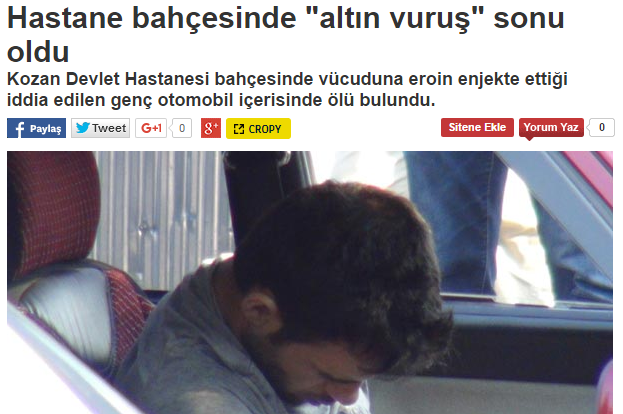 Hastane bahçesinde "altın vuruş" sonu
oldu
Kozan Devlet Hastanesi bahçesinde vücuduna eroin enjekte ettiği
iddia edilen genç otomobil içerisinde ölü bulundu.
f Paylaş Tweet G+1 0 g+ CROPY Sitene Ekle Yorum Yaz 0